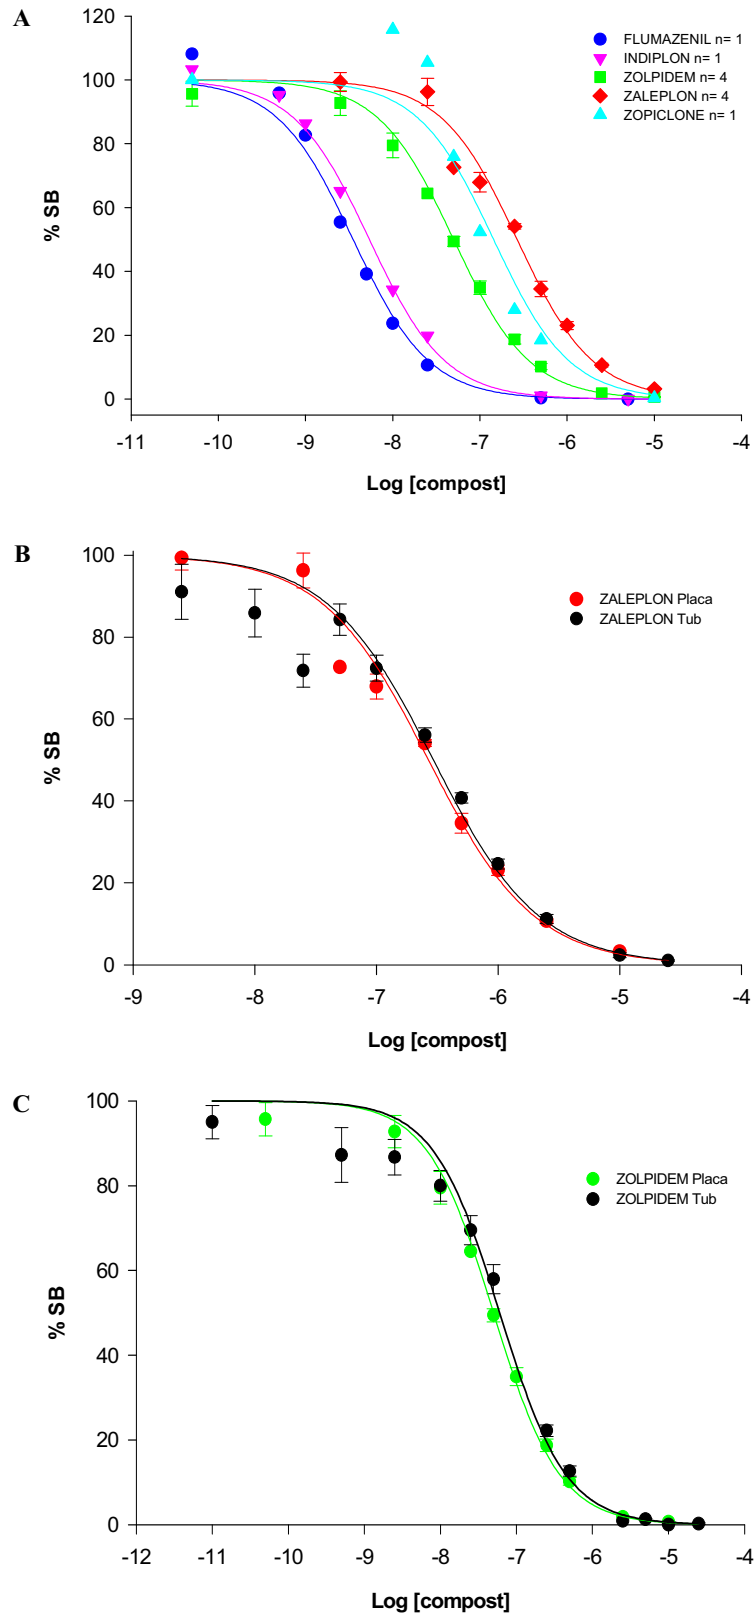 A
120
100
80
60
40
20
0
% SB
-11 -10 -9 -8 -7 -6 -5 -4
Log [compost]
FLUMAZENIL n= 1
INDIPLON n= 1
ZOLPIDEM n= 4
ZALEPLON n= 4
ZOPICLONE n= 1
B
100
80
60
40
20
0
% SB
-9 -8 -7 -6 -5 -4
Log [compost]
ZALEPLON Placa
ZALEPLON Tub
C
100
80
60
40
20
0
% SB
-12 -11 -10 -9 -8 -7 -6 -5 -4
Log [compost]
ZOLPIDEM Placa
ZOLPIDEM Tub